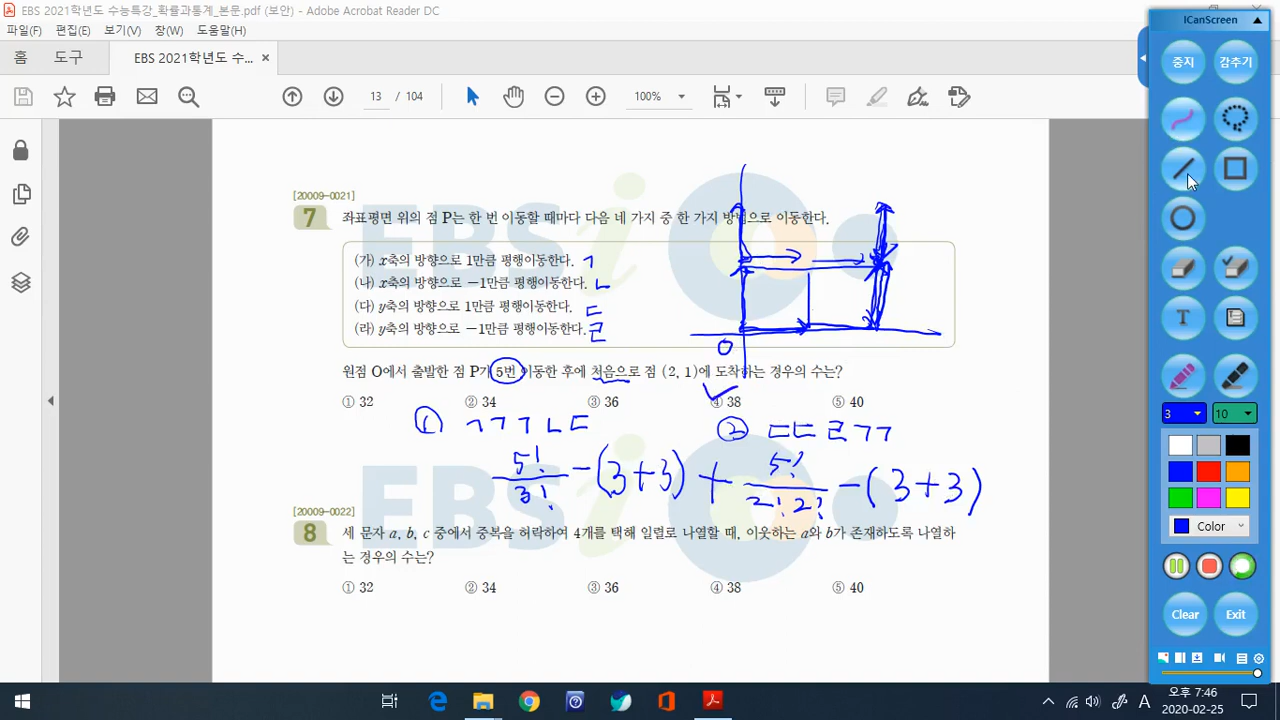 EBS 2021학년도 수능특강_확률과통계_본문.pdf (보안) - Adobe Acrobat Reader DC
파일(F) 편집(E) 보기(V) 창(W) 도움말(H)
홈 도구 EBS 2021학년도 수... ×
13 / 104 100%
ICanScreen
중지 감추기
[20009-0021]
7 좌표평면 위의 점 P는 한 번 이동할 때마다 다음 네 가지 중 한 가지 방법으로 이동한다.
(가) x축의 방향으로 1만큼 평행이동한다. ㄱ
(나) x축의 방향으로 −1만큼 평행이동한다. ㄴ
(다) y축의 방향으로 1만큼 평행이동한다. ㄷ
(라) y축의 방향으로 −1만큼 평행이동한다. ㄹ
O
원점 O에서 출발한 점 P가 5번 이동한 후에 처음으로 점 (2, 1)에 도착하는 경우의 수는?
① 32 ② 34 ③ 36 ④ 38 ⑤ 40
① ㄱㄱㄱㄴㄷ ② ㄷㄷㄹㄱㄱ
5!/3! − (3+3) + 5!/2!2! − (3+3)
[20009-0022]
8 세 문자 a, b, c 중에서 중복을 허락하여 4개를 택해 일렬로 나열할 때, 이웃하는 a와 b가 존재하도록 나열하
는 경우의 수는?
① 32 ② 34 ③ 36 ④ 38 ⑤ 40
EBSi
EBSi
T
3 10
Color
Clear Exit
A 오후 7:46
2020-02-25